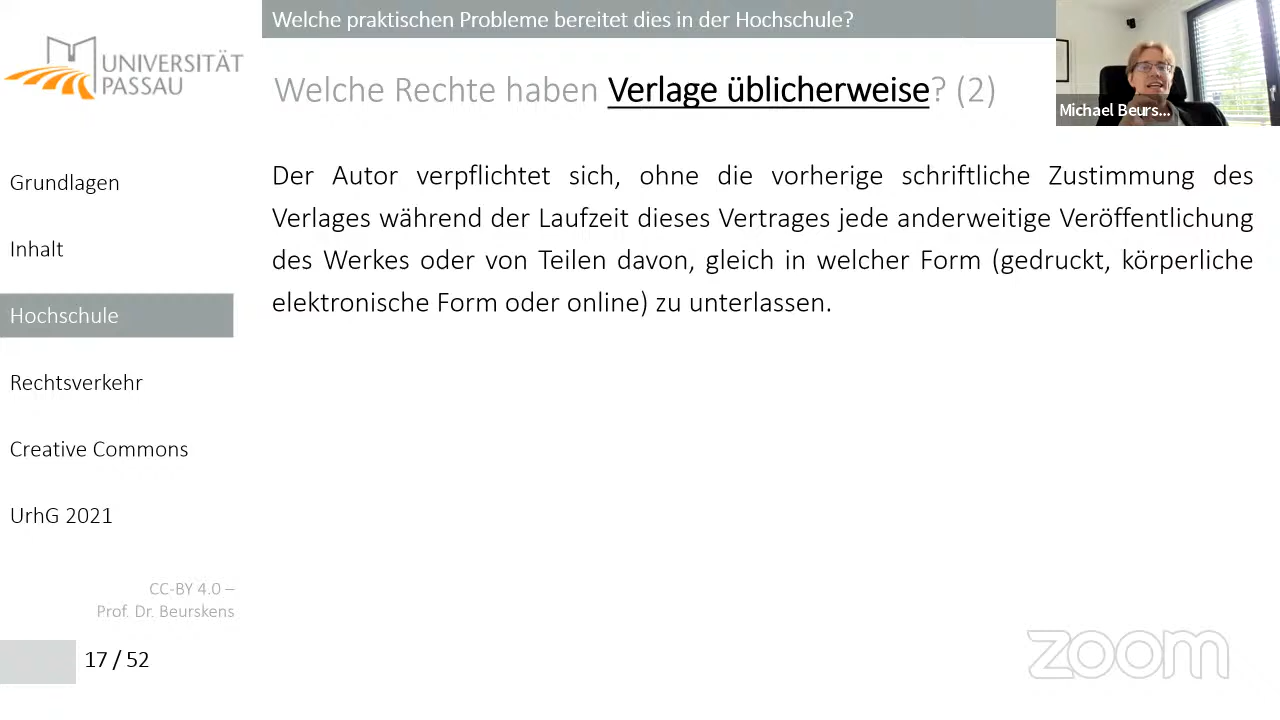 Welche praktischen Probleme bereitet dies in der Hochschule?
UNIVERSITÄT
PASSAU
Welche Rechte haben Verlage üblicherweise? (2)
Michael Beurs...
Der Autor verpflichtet sich, ohne die vorherige schriftliche Zustimmung des
Verlages während der Laufzeit dieses Vertrages jede anderweitige Veröffentlichung
des Werkes oder von Teilen davon, gleich in welcher Form (gedruckt, körperliche
elektronische Form oder online) zu unterlassen.
Grundlagen
Inhalt
Hochschule
Rechtsverkehr
Creative Commons
UrhG 2021
CC-BY 4.0 –
Prof. Dr. Beurskens
17 / 52
zoom